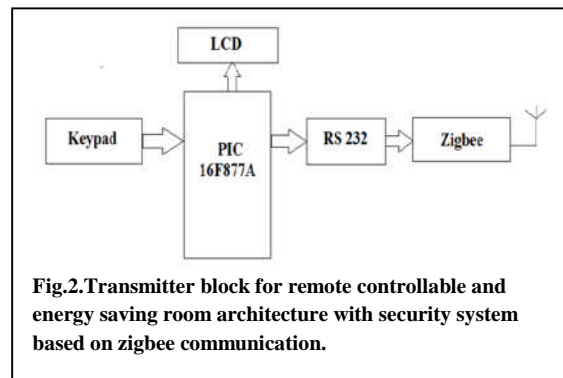 LCD
Keypad
PIC
16F877A
RS 232
Zigbee
Fig.2.Transmitter block for remote controllable and
energy saving room architecture with security system
based on zigbee communication.